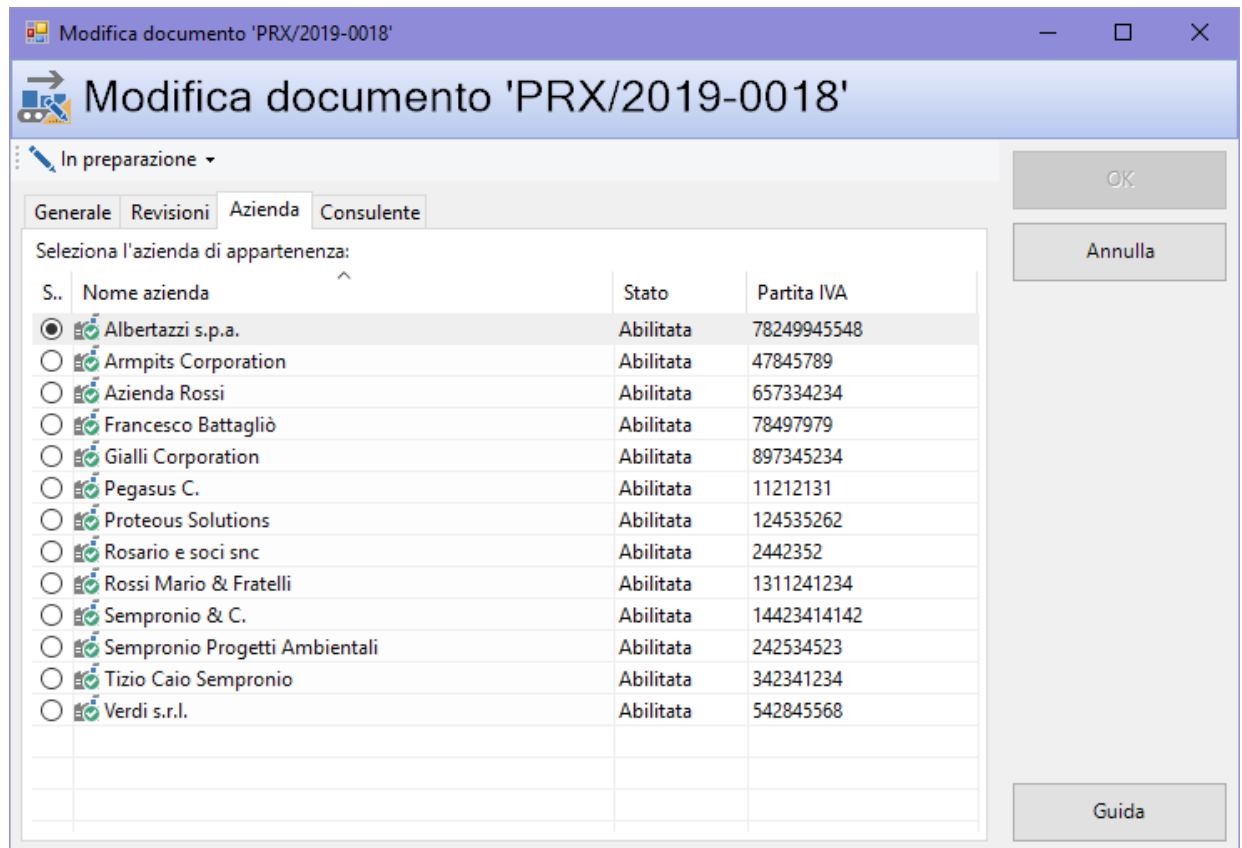 Modifica documento 'PRX/2019-0018'
Modifica documento 'PRX/2019-0018'
In preparazione
OK
Generale Revisioni Azienda Consulente
Annulla
Seleziona l'azienda di appartenenza:
S.. Nome azienda Stato Partita IVA
Albertazzi s.p.a. Abilitata 78249945548
Armpits Corporation Abilitata 47845789
Azienda Rossi Abilitata 657334234
Francesco Battagliò Abilitata 78497979
Gialli Corporation Abilitata 897345234
Pegasus C. Abilitata 11212131
Proteous Solutions Abilitata 124535262
Rosario e soci snc Abilitata 2442352
Rossi Mario & Fratelli Abilitata 1311241234
Sempronio & C. Abilitata 14423414142
Sempronio Progetti Ambientali Abilitata 242534523
Tizio Caio Sempronio Abilitata 342341234
Verdi s.r.l. Abilitata 542845568
Guida